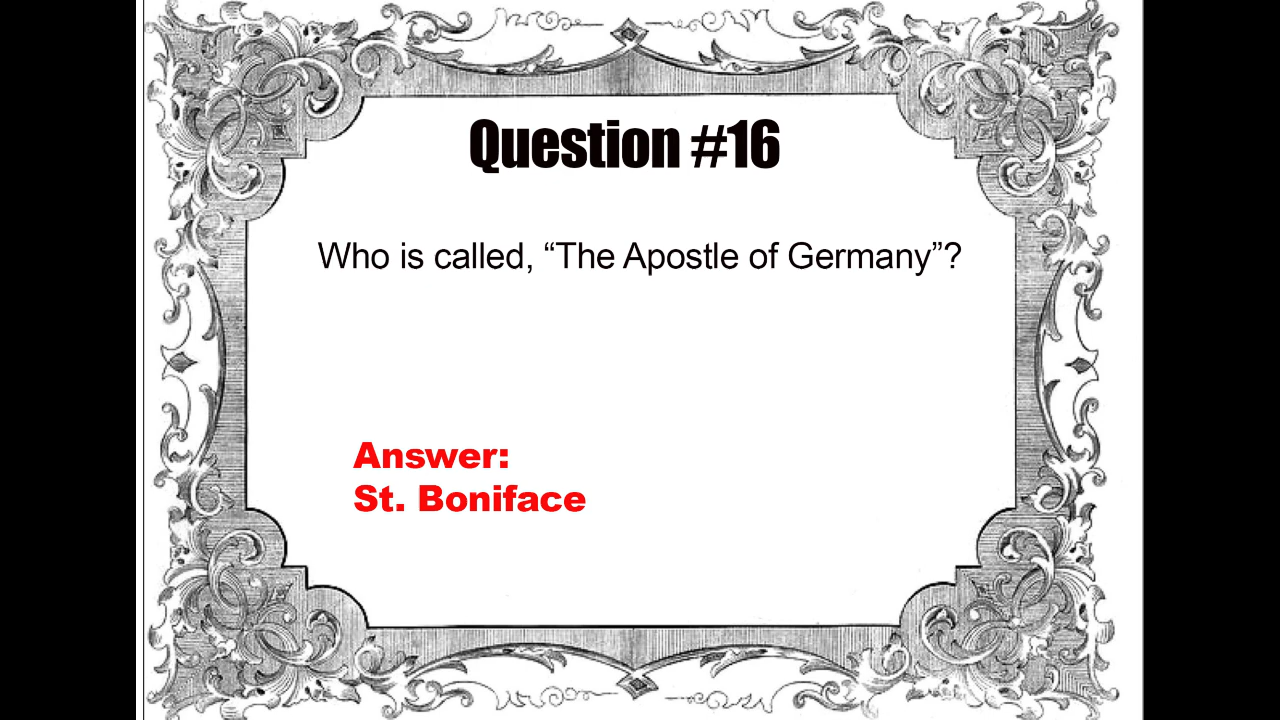 Question #16
Who is called, “The Apostle of Germany”?
Answer:
St. Boniface